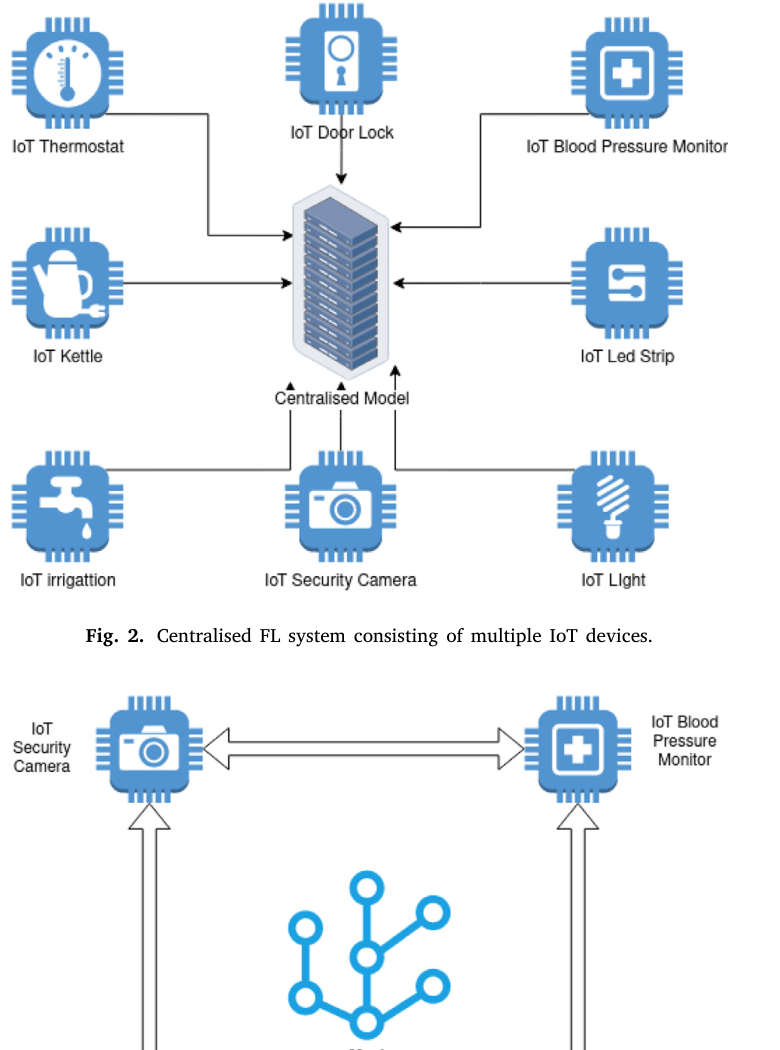 IoT Thermostat
IoT Door Lock
IoT Blood Pressure Monitor
IoT Kettle
IoT Led Strip
Centralised Model
IoT irrigattion
IoT Security Camera
IoT LIght
Fig. 2. Centralised FL system consisting of multiple IoT devices.
IoT
Security
Camera
IoT Blood
Pressure
Monitor